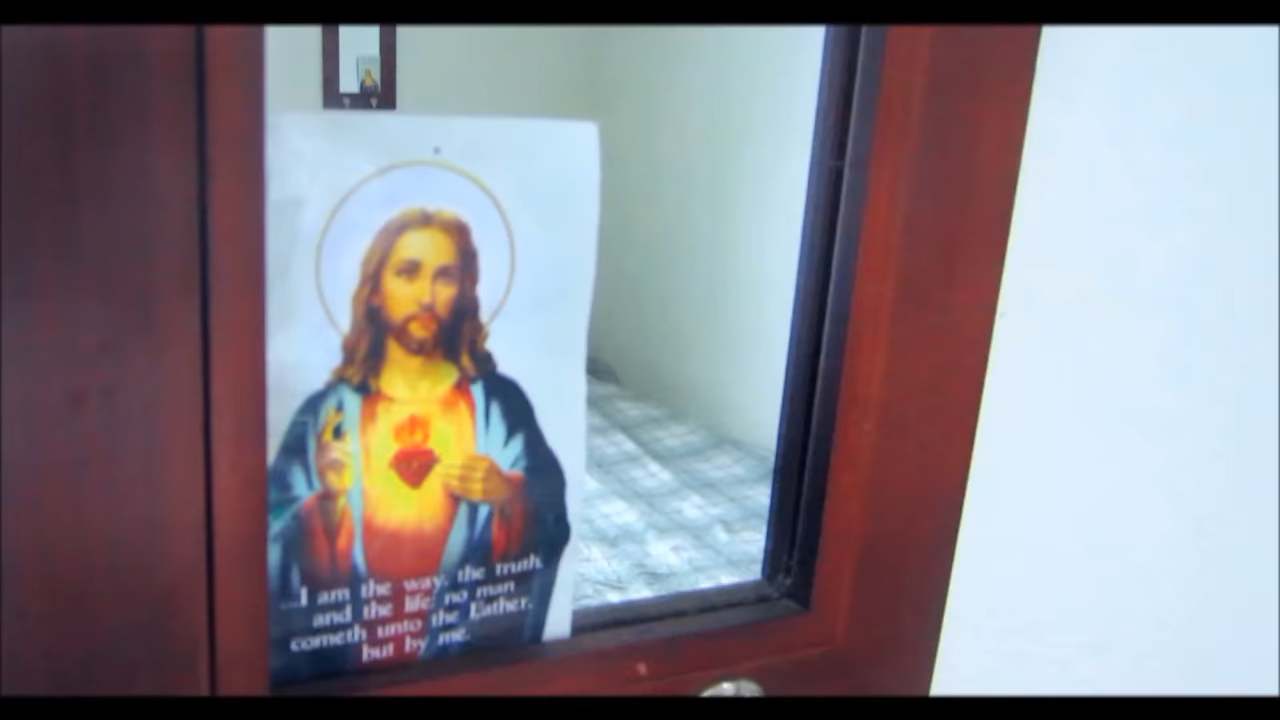 ...I am the way, the truth,
and the life, no man
cometh unto the Father,
but by me.